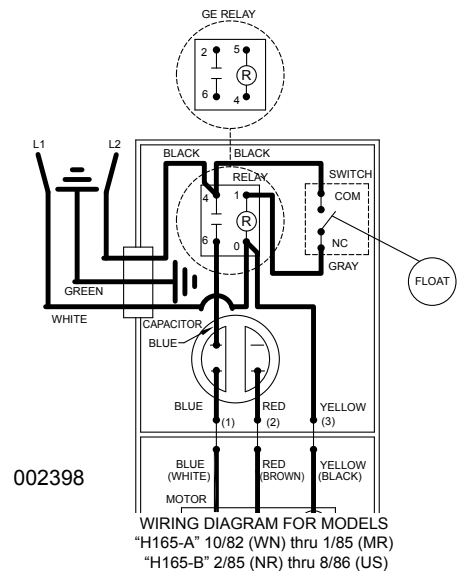 GE RELAY
2 5
R
6 4
L1 L2
BLACK BLACK
RELAY
SWITCH
4 1
COM
R
6 0
NC
GRAY
FLOAT
GREEN
WHITE
CAPACITOR
BLUE
BLUE RED YELLOW
(1) (2) (3)
BLUE RED YELLOW
(WHITE) (BROWN) (BLACK)
002398
MOTOR
WIRING DIAGRAM FOR MODELS
“H165-A” 10/82 (WN) thru 1/85 (MR)
“H165-B” 2/85 (NR) thru 8/86 (US)